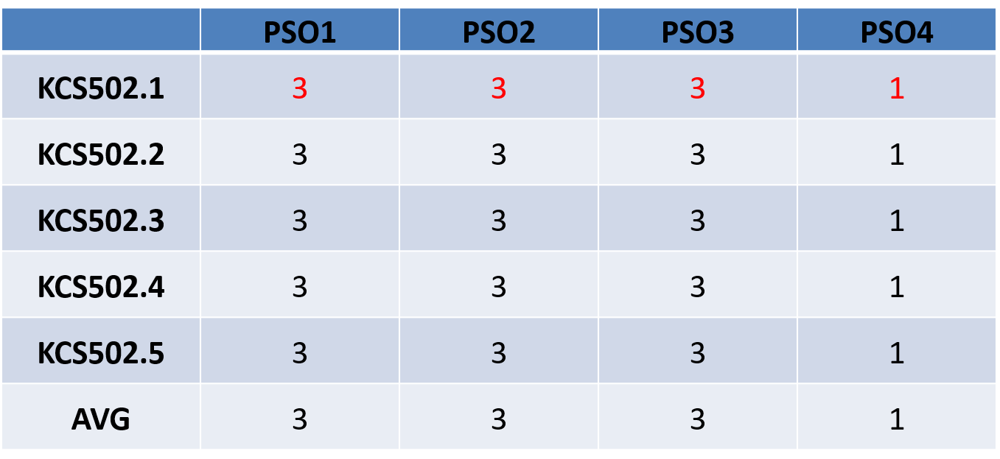 PSO1 PSO2 PSO3 PSO4
KCS502.1 3 3 3 1
KCS502.2 3 3 3 1
KCS502.3 3 3 3 1
KCS502.4 3 3 3 1
KCS502.5 3 3 3 1
AVG 3 3 3 1